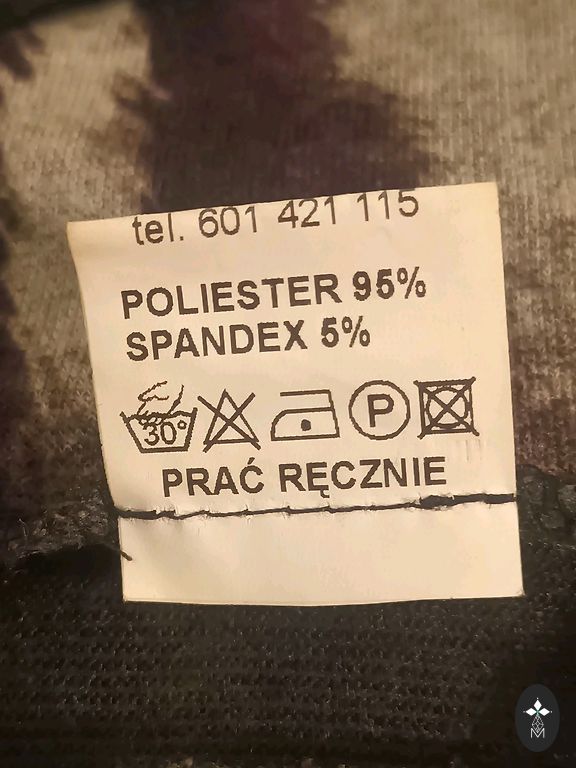 tel. 601 421 115
POLIESTER 95%
SPANDEX 5%
30° P
PRAĆ RĘCZNIE
M